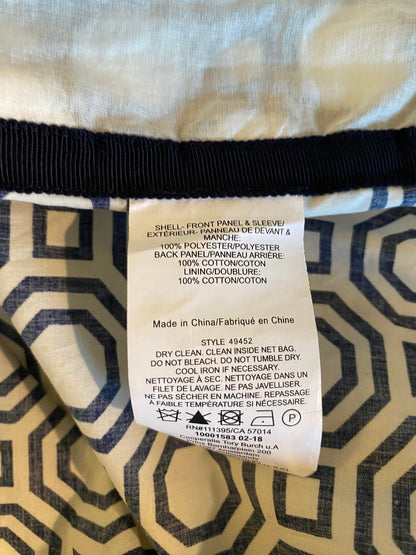 SHELL- FRONT PANEL & SLEEVE/
EXTÉRIEUR- PANNEAU DE DEVANT &
MANCHE:
100% POLYESTER/POLYESTER
BACK PANEL/PANNEAU ARRIÈRE:
100% COTTON/COTON
LINING/DOUBLURE:
100% COTTON/COTON
Made in China/Fabriqué en Chine
STYLE 49452
DRY CLEAN. CLEAN INSIDE NET BAG.
DO NOT BLEACH. DO NOT TUMBLE DRY.
COOL IRON IF NECESSARY.
NETTOYAGE À SEC. NETTOYAGE DANS
UN FILET DE LAVAGE. NE PAS JAVELLISER.
NE PAS SÉCHER EN MACHINE. REPASSAGE
À FAIBLE TEMPÉRATURE SI NÉCESSAIRE.
P
RN#111395/CA 57014
10001583 02-18
Cooperatie Tory Burch u.A
200